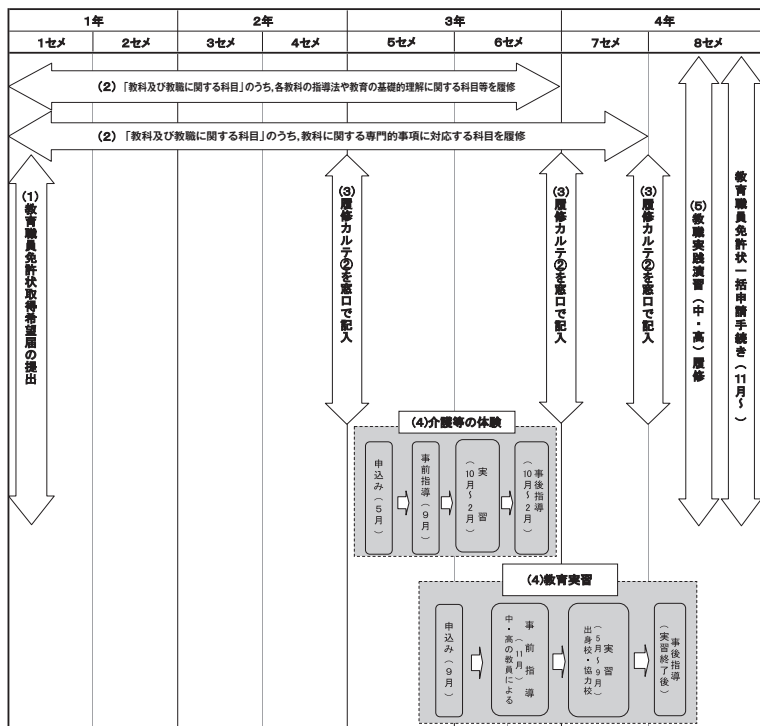 1年 2年 3年 4年
1セメ 2セメ 3セメ 4セメ 5セメ 6セメ 7セメ 8セメ
(2) 「教科及び教職に関する科目」のうち,各教科の指導法や教育の基礎的理解に関する科目等を履修
(2) 「教科及び教職に関する科目」のうち,教科に関する専門的事項に対応する科目を履修
(1)教育職員免許状取得希望届の提出
(3)履修カルテ②を窓口で記入
(3)履修カルテ②を窓口で記入
(3)履修カルテ②を窓口で記入
(5)教職実践演習(中・高)履修
教育職員免許状一括申請手続き(11月~)
(4)介護等の体験
申込み(5月)
事前指導(9月)
実習
(10月~2月)
事後指導
(10月~2月)
(4)教育実習
申込み(9月)
事前指導
(11月)
中・高の教員による
実習
(5月~9月)
出身校・協力校
事後指導
(実習終了後)